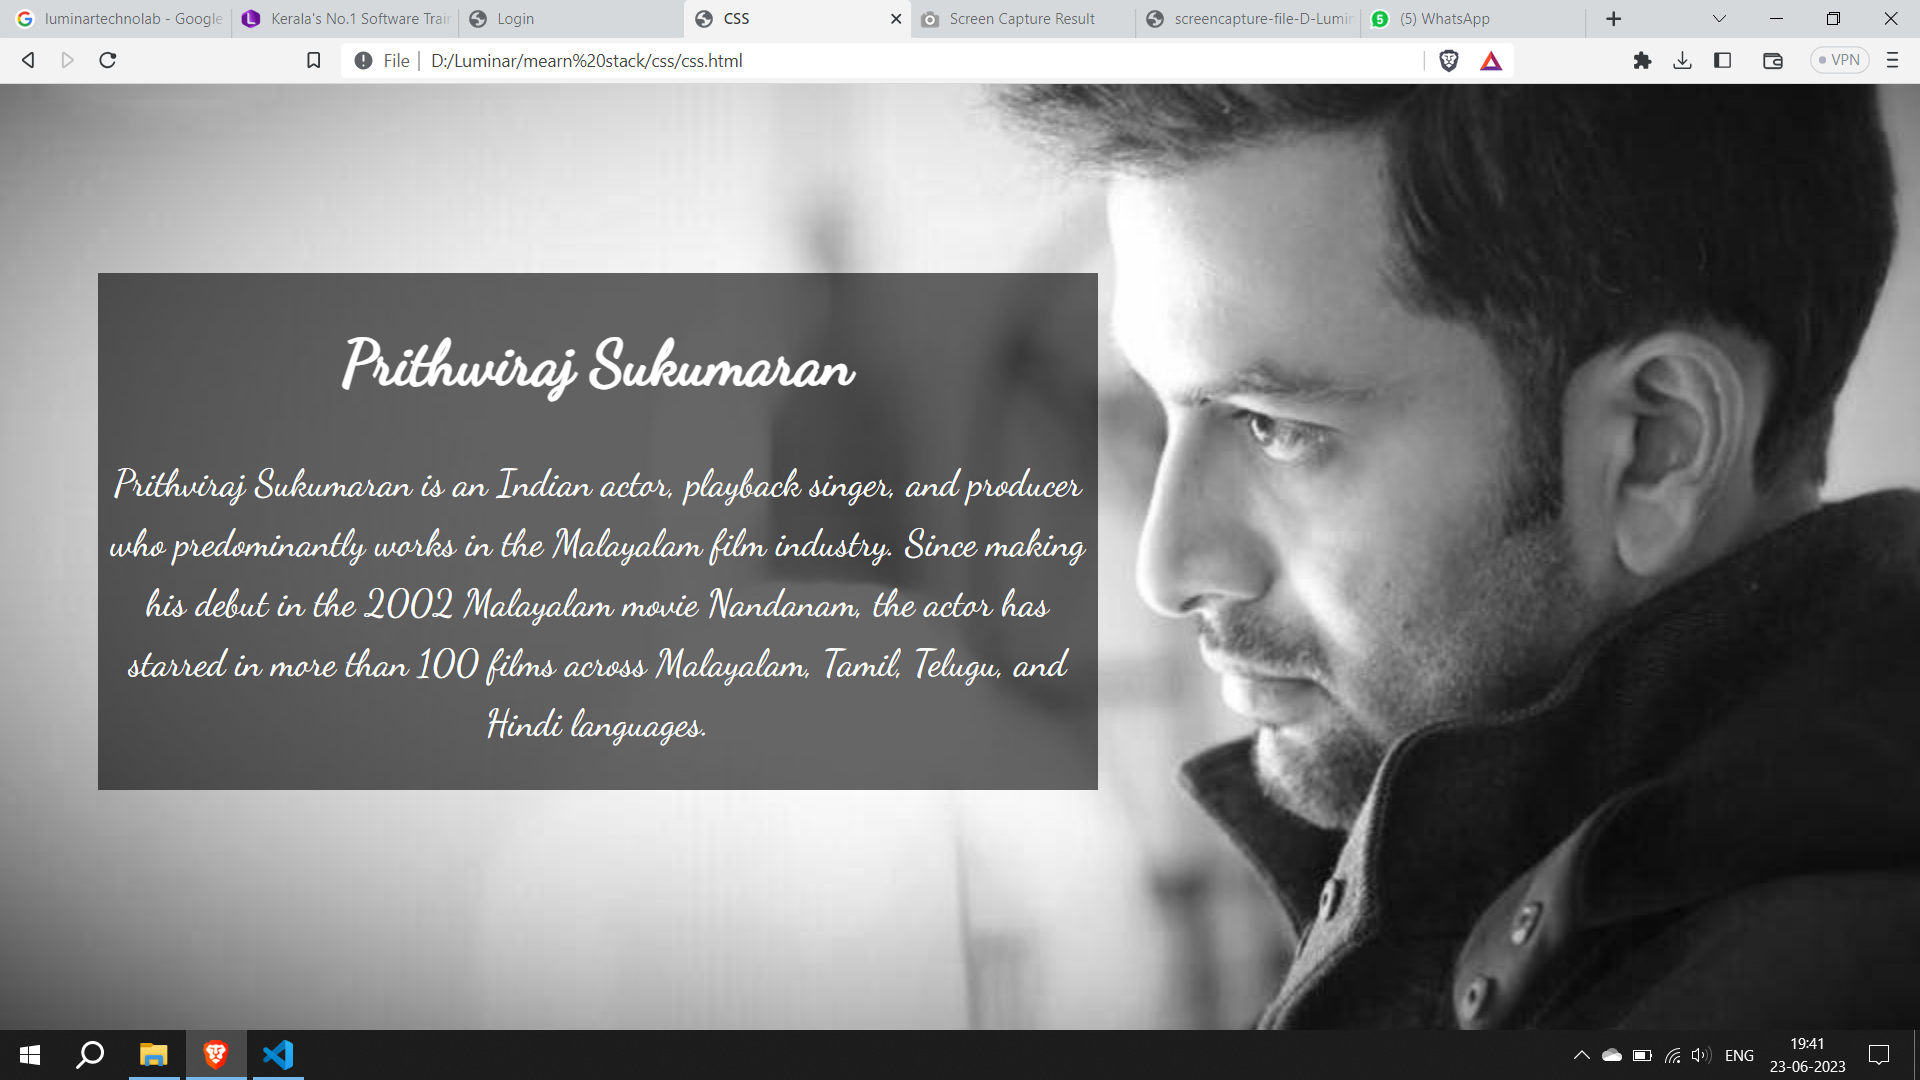 luminartechnolab - Google
Kerala's No.1 Software Trai
Login
CSS
Screen Capture Result
screencapture-file-D-Lumin
(5) WhatsApp
File
D:/Luminar/mearn%20stack/css/css.html
VPN
Prithwiraj Sukumaran
Prithviraj Sukumaran is an Indian actor, playback singer, and producer
who predominantly works in the Malayalam film industry. Since making
his debut in the 2002 Malayalam movie Nandanam, the actor has
starred in more than 100 films across Malayalam, Tamil, Telugu, and
Hindi languages.
ENG
19:41
23-06-2023